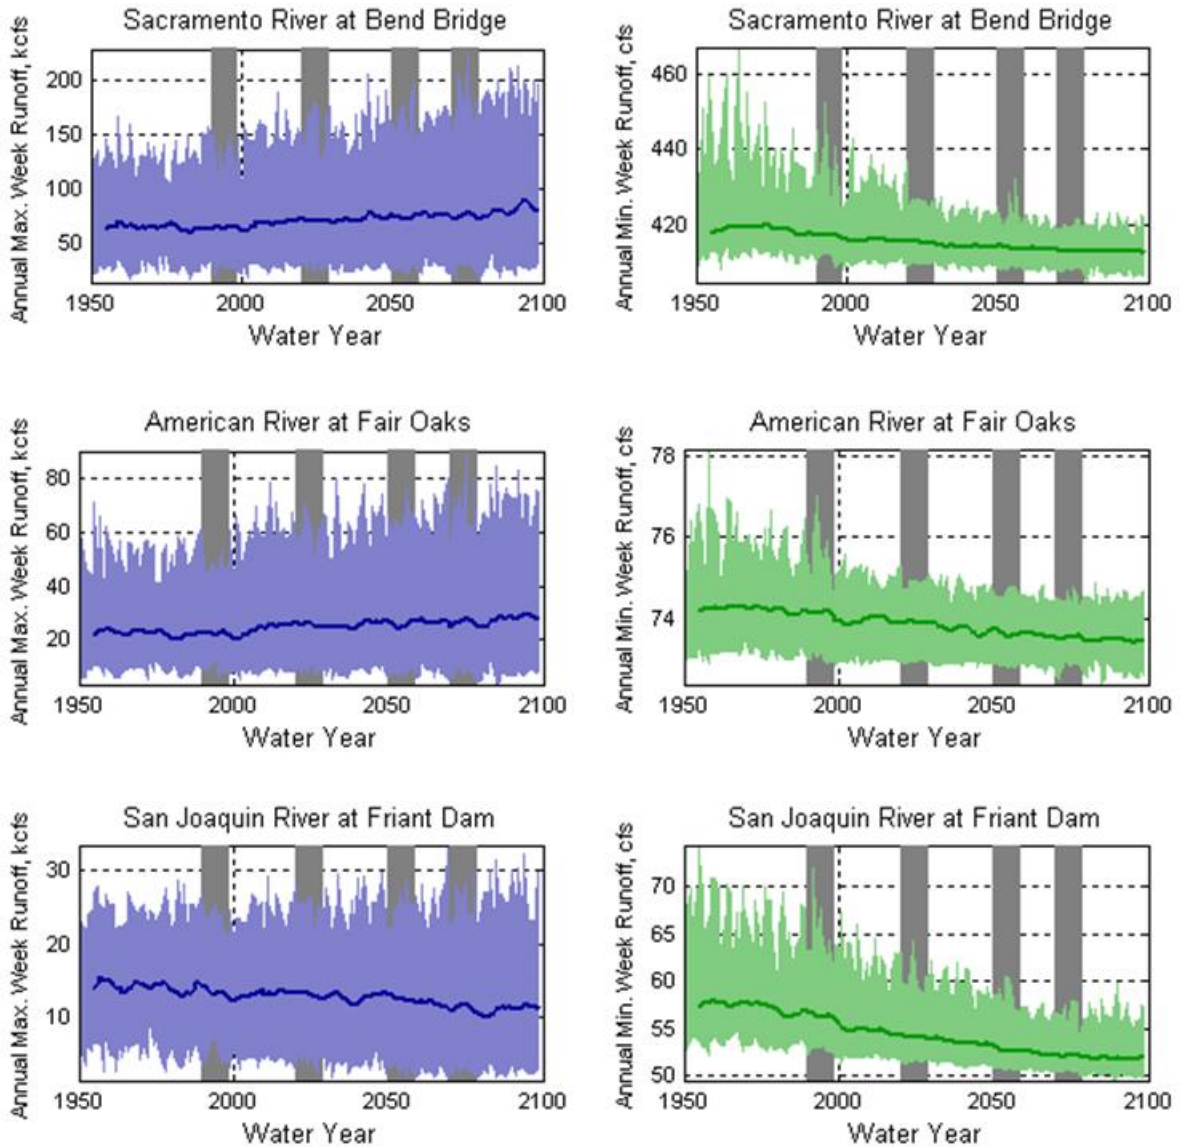 Sacramento River at Bend Bridge
Annual Max. Week Runoff, kcfs
200
150
100
50
1950 2000 2050 2100
Water Year
Sacramento River at Bend Bridge
Annual Min. Week Runoff, cfs
460
440
420
1950 2000 2050 2100
Water Year
American River at Fair Oaks
Annual Max. Week Runoff, kcfs
80
60
40
20
1950 2000 2050 2100
Water Year
American River at Fair Oaks
Annual Min. Week Runoff, cfs
78
76
74
1950 2000 2050 2100
Water Year
San Joaquin River at Friant Dam
Annual Max. Week Runoff, kcfs
30
20
10
1950 2000 2050 2100
Water Year
San Joaquin River at Friant Dam
Annual Min. Week Runoff, cfs
70
65
60
55
50
1950 2000 2050 2100
Water Year